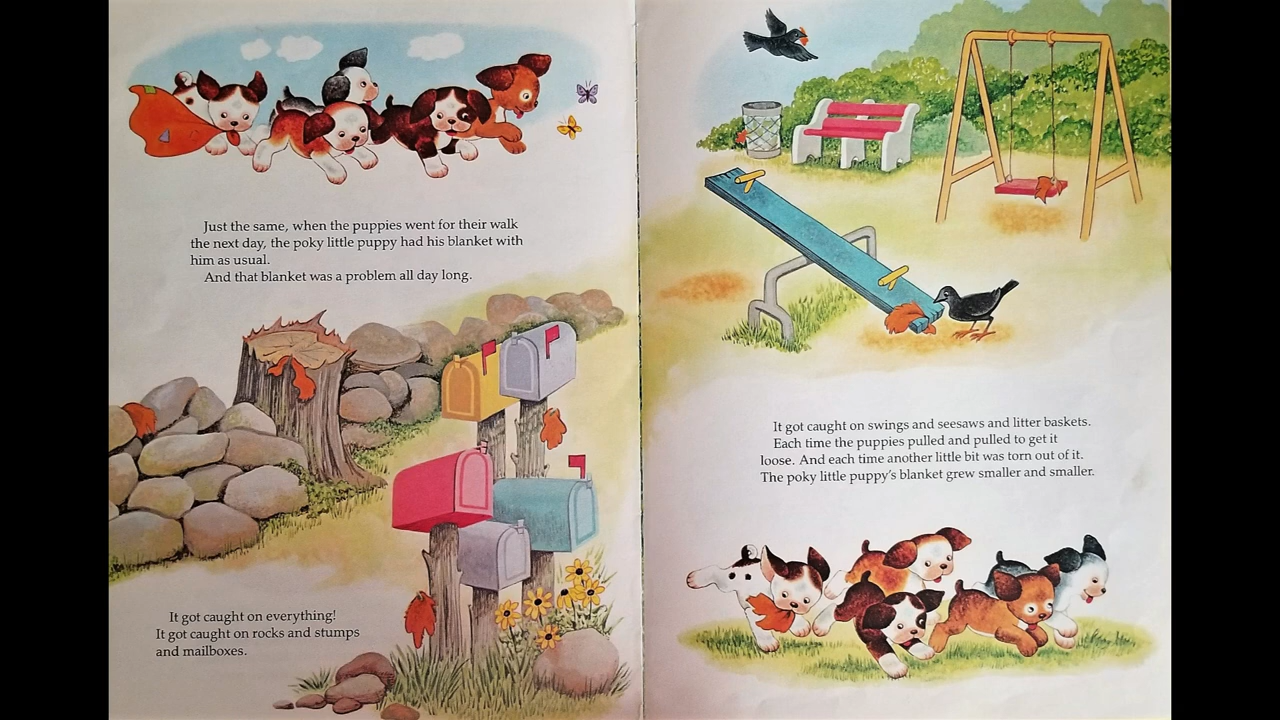 Just the same, when the puppies went for their walk
the next day, the poky little puppy had his blanket with
him as usual.
And that blanket was a problem all day long.
It got caught on everything!
It got caught on rocks and stumps
and mailboxes.
It got caught on swings and seesaws and litter baskets.
Each time the puppies pulled and pulled to get it
loose. And each time another little bit was torn out of it.
The poky little puppy's blanket grew smaller and smaller.